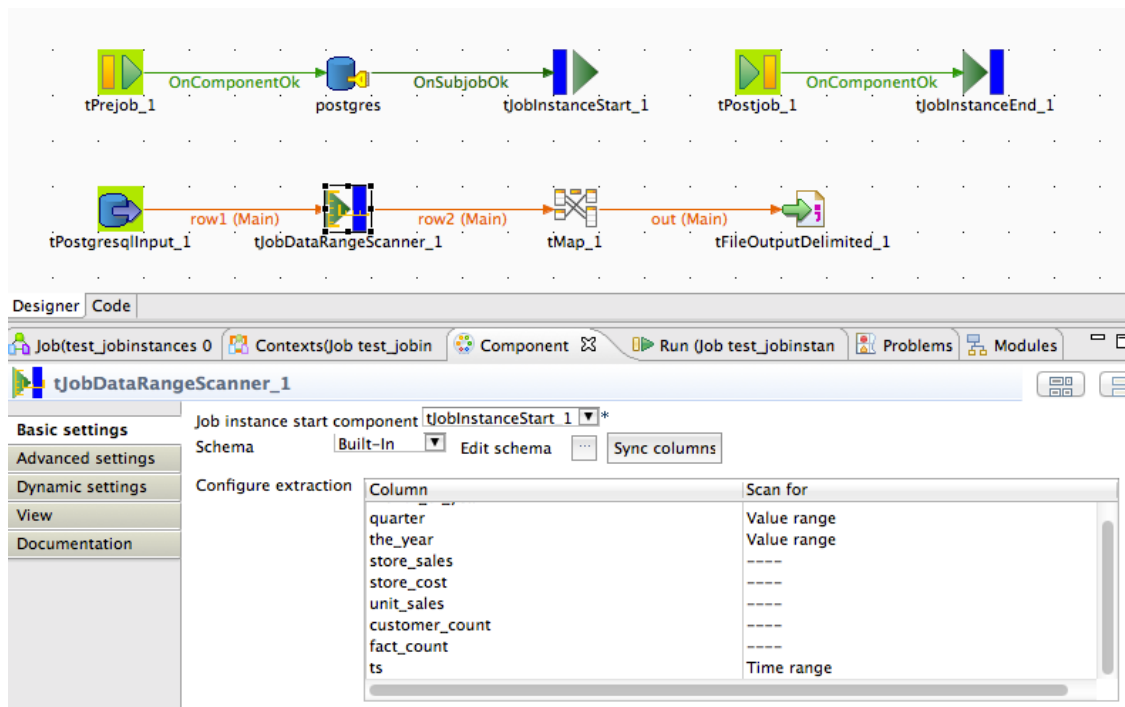 OnComponentOk OnSubjobOk OnComponentOk
tPrejob_1 postgres tJobInstanceStart_1 tPostjob_1 tJobInstanceEnd_1
row1 (Main) row2 (Main) out (Main)
tPostgresqlInput_1 tJobDataRangeScanner_1 tMap_1 tFileOutputDelimited_1
Designer Code
Job(test_jobinstances 0 Contexts(Job test_jobin Component Run (Job test_jobinstan Problems Modules
tJobDataRangeScanner_1
Basic settings
Advanced settings
Dynamic settings
View
Documentation
Job instance start component tJobInstanceStart_1 *
Schema Built-In Edit schema ... Sync columns
Configure extraction
Column Scan for
quarter Value range
the_year Value range
store_sales ----
store_cost ----
unit_sales ----
customer_count ----
fact_count ----
ts Time range